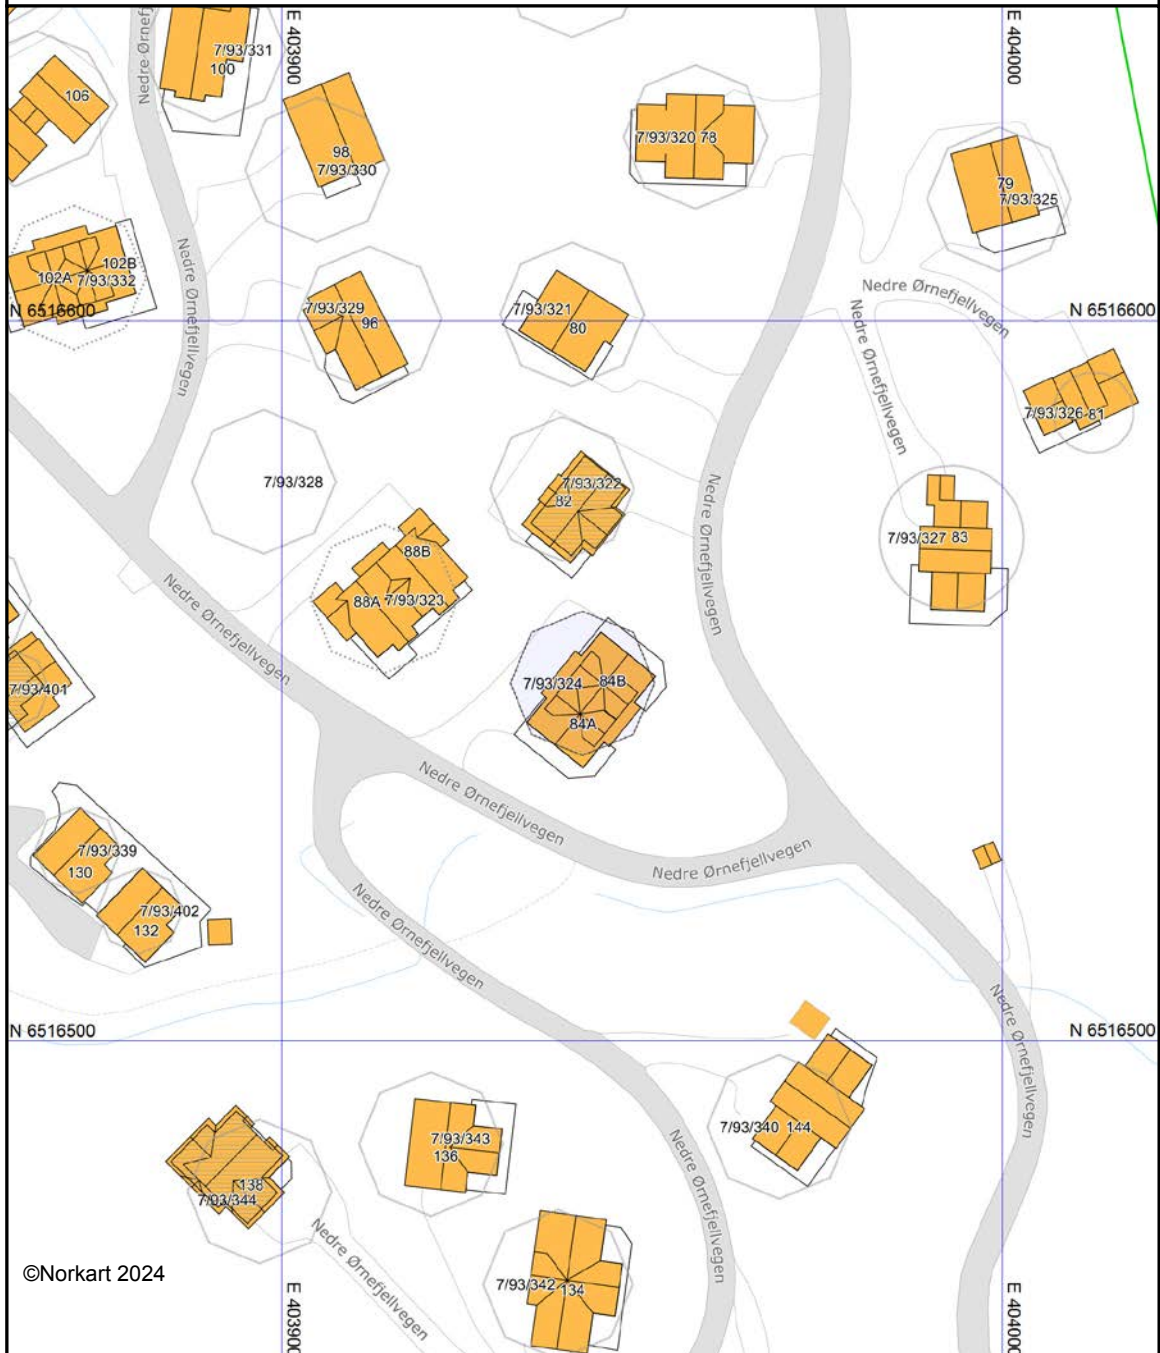 E 403900
E 404000
Nedre Ørnef
7/93/331
100
106
98
7/93/330
7/93/320 78
79
7/93/325
102B
102A
7/93/332
Nedre Ørnefjellvegen
7/93/329
96
7/93/321
80
Nedre Ørnefjellvegen
Nedre Ørnefjellvegen
N 6516600
N 6516600
7/93/326
81
7/93/328
7/93/322
82
Nedre Ørnefjellvegen
7/93/327 83
88B
88A 7/93/323
Nedre Ørnefjellvegen
7/93/324
84B
84A
7/93/401
Nedre Ørnefjellvegen
Nedre Ørnefjellvegen
7/93/339
130
7/93/402
132
Nedre Ørnefjellvegen
Nedre Ørnefjellvegen
N 6516500
N 6516500
7/93/340 144
7/93/343
136
Nedre Ørnefjellvegen
138
7/93/344
Nedre Ørnefjellvegen
7/93/342
134
©Norkart 2024
E 403900
E 404000